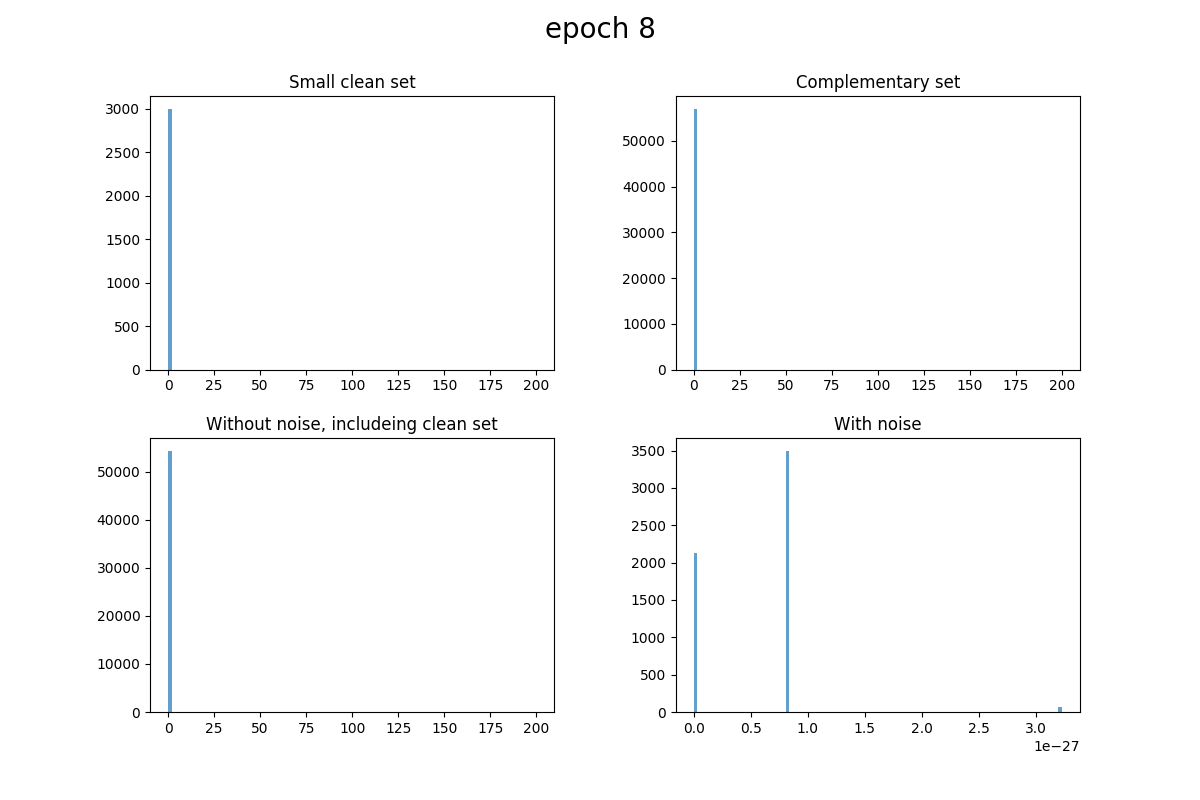 epoch 8
Small clean set
3000
2500
2000
1500
1000
500
0
0 25 50 75 100 125 150 175 200
Complementary set
50000
40000
30000
20000
10000
0
0 25 50 75 100 125 150 175 200
Without noise, includeing clean set
50000
40000
30000
20000
10000
0
0 25 50 75 100 125 150 175 200
With noise
3500
3000
2500
2000
1500
1000
500
0
0.0 0.5 1.0 1.5 2.0 2.5 3.0
1e−27